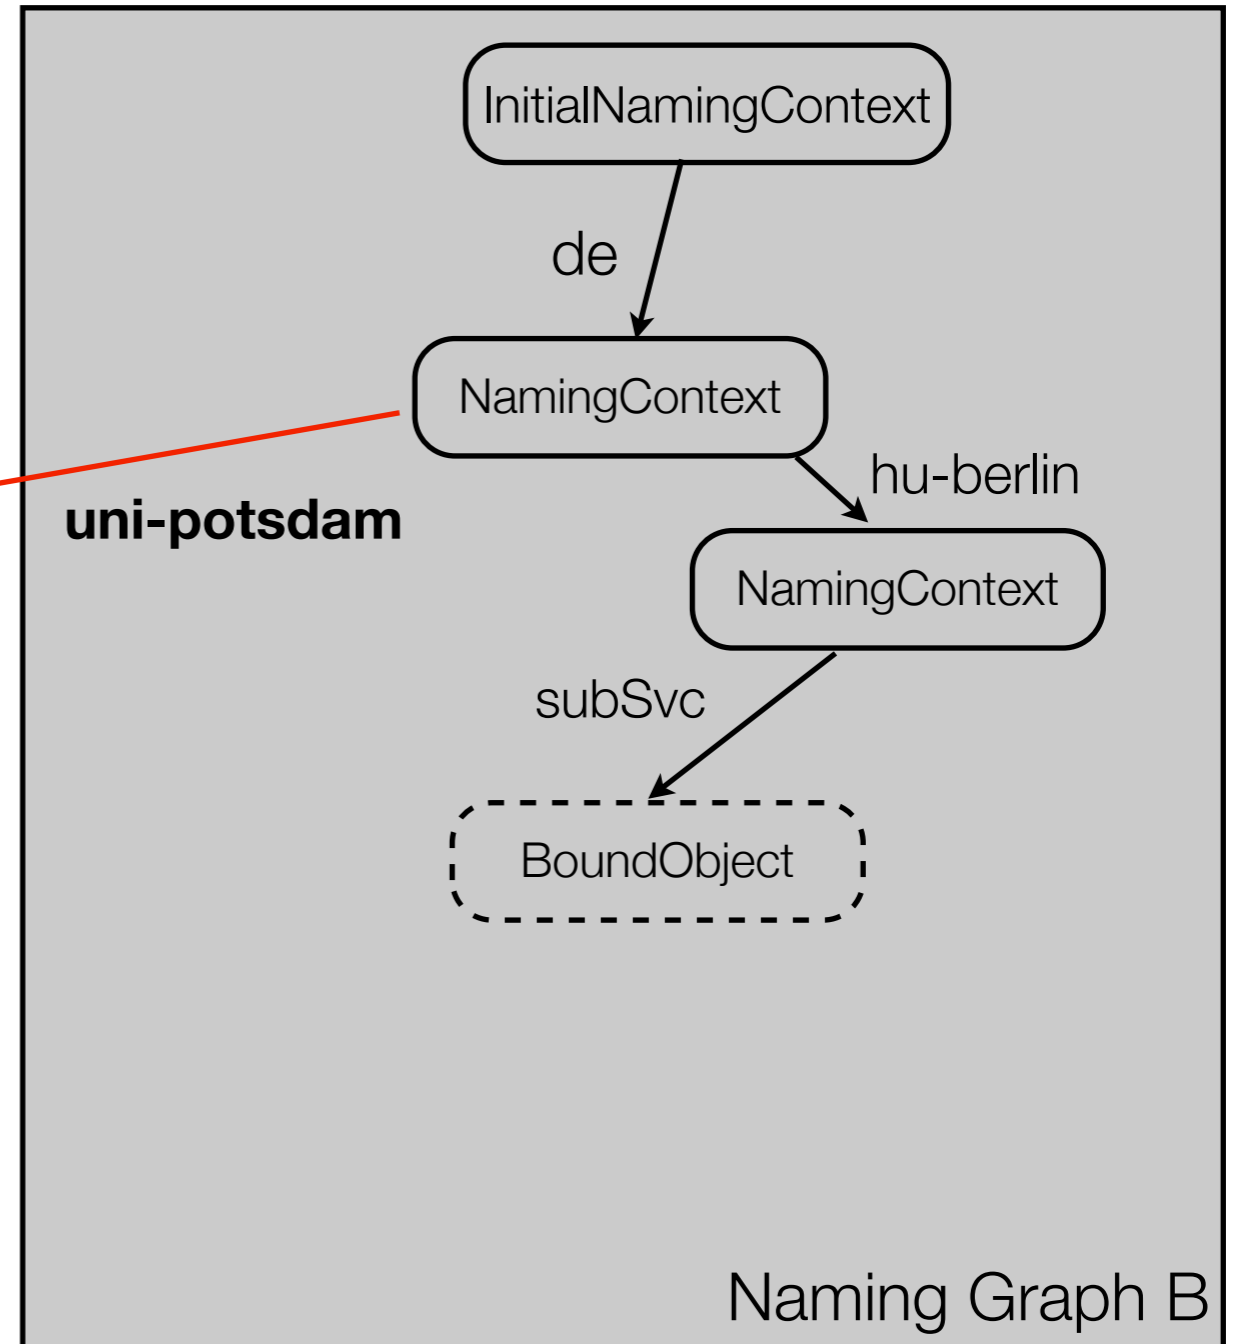 InitialNamingContext
de
NamingContext
hu-berlin
uni-potsdam
NamingContext
subSvc
BoundObject
Naming Graph B